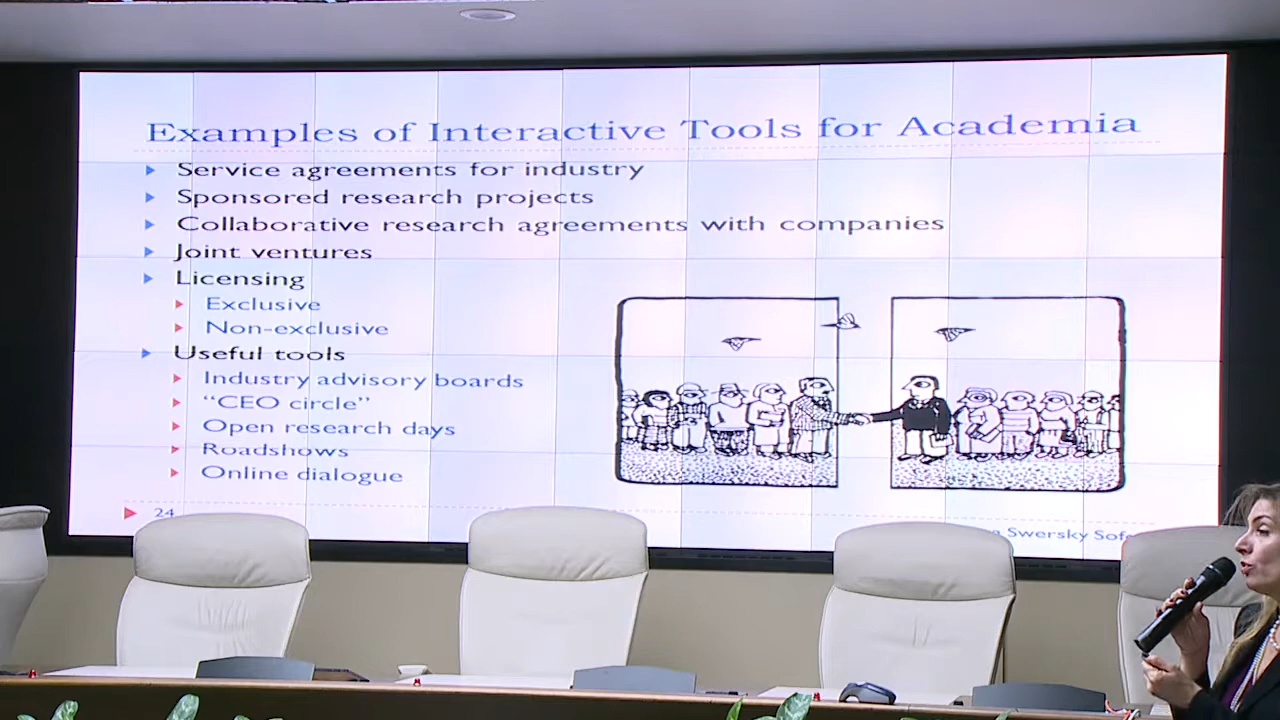 Examples of Interactive Tools for Academia
Service agreements for industry
Sponsored research projects
Collaborative research agreements with companies
Joint ventures
Licensing
Exclusive
Non-exclusive
Useful tools
Industry advisory boards
“CEO circle”
Open research days
Roadshows
Online dialogue
24
Swersky